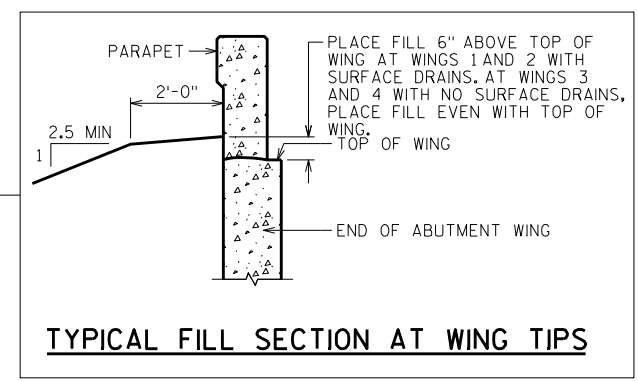 PARAPET
PLACE FILL 6" ABOVE TOP OF
WING AT WINGS 1 AND 2 WITH
SURFACE DRAINS. AT WINGS 3
AND 4 WITH NO SURFACE DRAINS,
PLACE FILL EVEN WITH TOP OF
WING.
2'-0"
2.5 MIN
1
TOP OF WING
END OF ABUTMENT WING
TYPICAL FILL SECTION AT WING TIPS